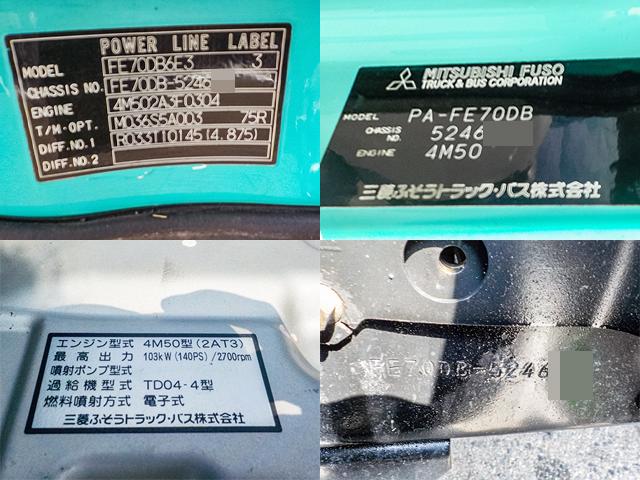 POWER LINE LABEL
MODEL FE70DB6E3 3
CHASSIS NO. FE70DB-5246
ENGINE 4M502A3F0304
T/M·OPT. M036S5A003 75R
DIFF.NO.1 R033T10145(4.875)
DIFF.NO.2
MITSUBISHI FUSO
TRUCK & BUS CORPORATION
MODEL PA-FE70DB
CHASSIS NO. 5246
ENGINE 4M50
三菱ふそうトラック・バス株式会社
エンジン型式 4M50型(2AT3)
最高出力 103kW(140PS)/2700rpm
噴射ポンプ型式
過給機型式 TD04-4型
燃料噴射方式 電子式
三菱ふそうトラック・バス株式会社
FE70DB-5246